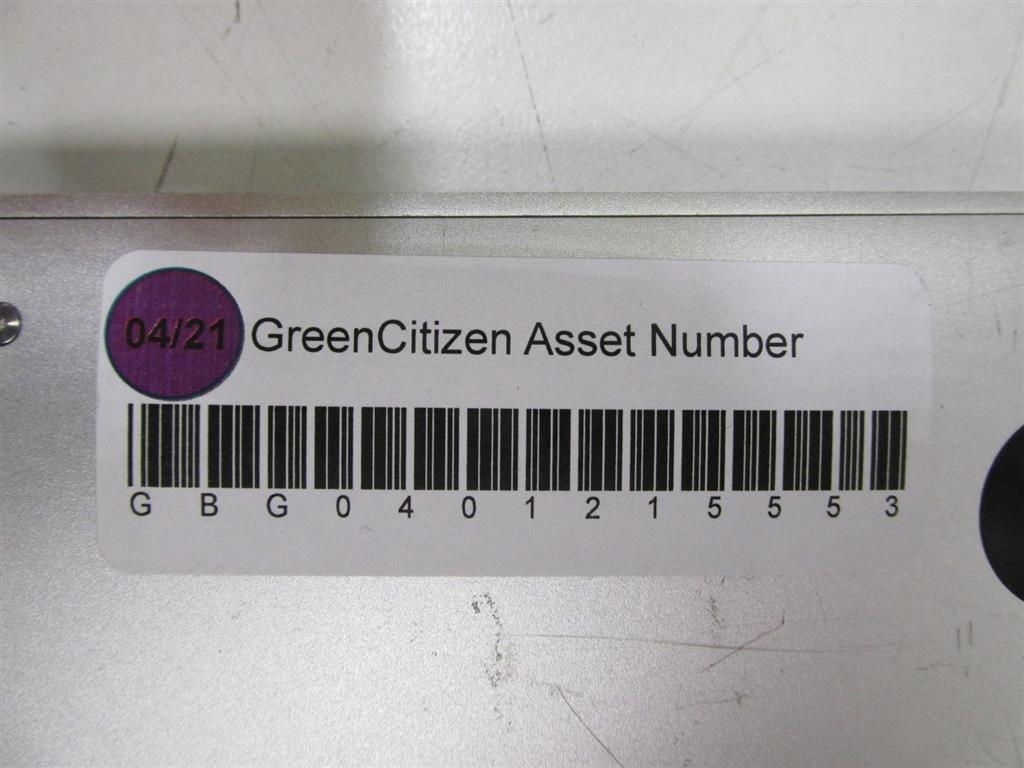 04/21 GreenCitizen Asset Number
G B G 0 4 0 1 2 1 5 5 5 3